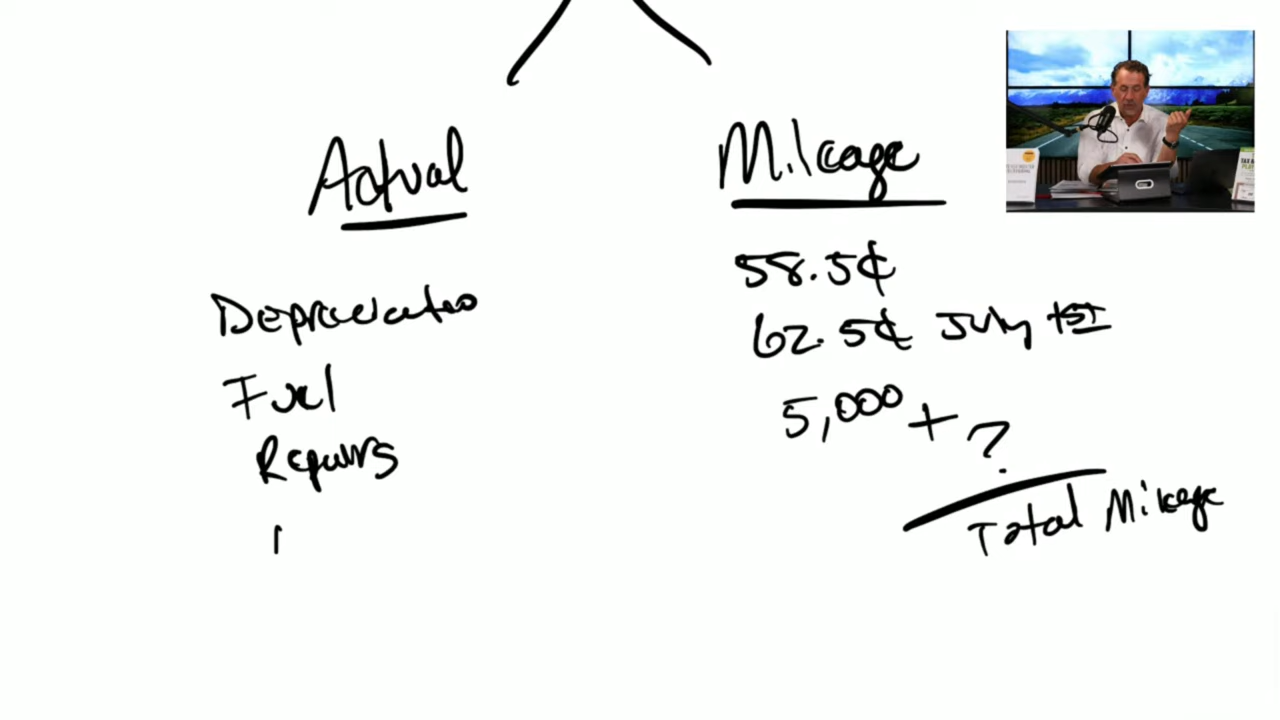 Actual
Depreciation
Fuel
Repairs
Mileage
58.5¢
62.5¢ July 1st
5,000 + ?
Total Mileage